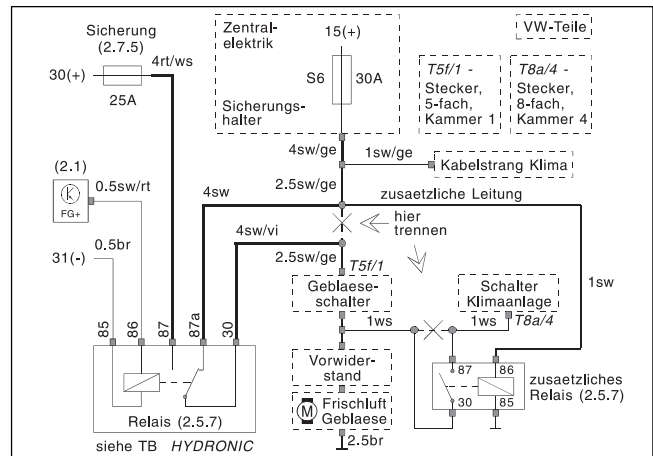 Sicherung
(2.7.5)
30(+)
4rt/ws
25A
Zentral-
elektrik
15(+)
S6
30A
Sicherungs-
halter
VW-Teile
T5f/1 -
Stecker,
5-fach,
Kammer 1
T8a/4 -
Stecker,
8-fach,
Kammer 4
4sw/ge
1sw/ge
Kabelstrang Klima
2.5sw/ge
zusaetzliche Leitung
(2.1)
FG+
0.5sw/rt
4sw
hier
trennen
4sw/vi
31(-)
0.5br
2.5sw/ge
T5f/1
Geblaese-
schalter
Schalter
Klimaanlage
T8a/4
1sw
1ws
1ws
85
86
87
87a
30
Relais (2.5.7)
siehe TB HYDRONIC
Vorwider-
stand
M
Frischluft
Geblaese
2.5br
87
86
30
85
zusaetzliches
Relais (2.5.7)